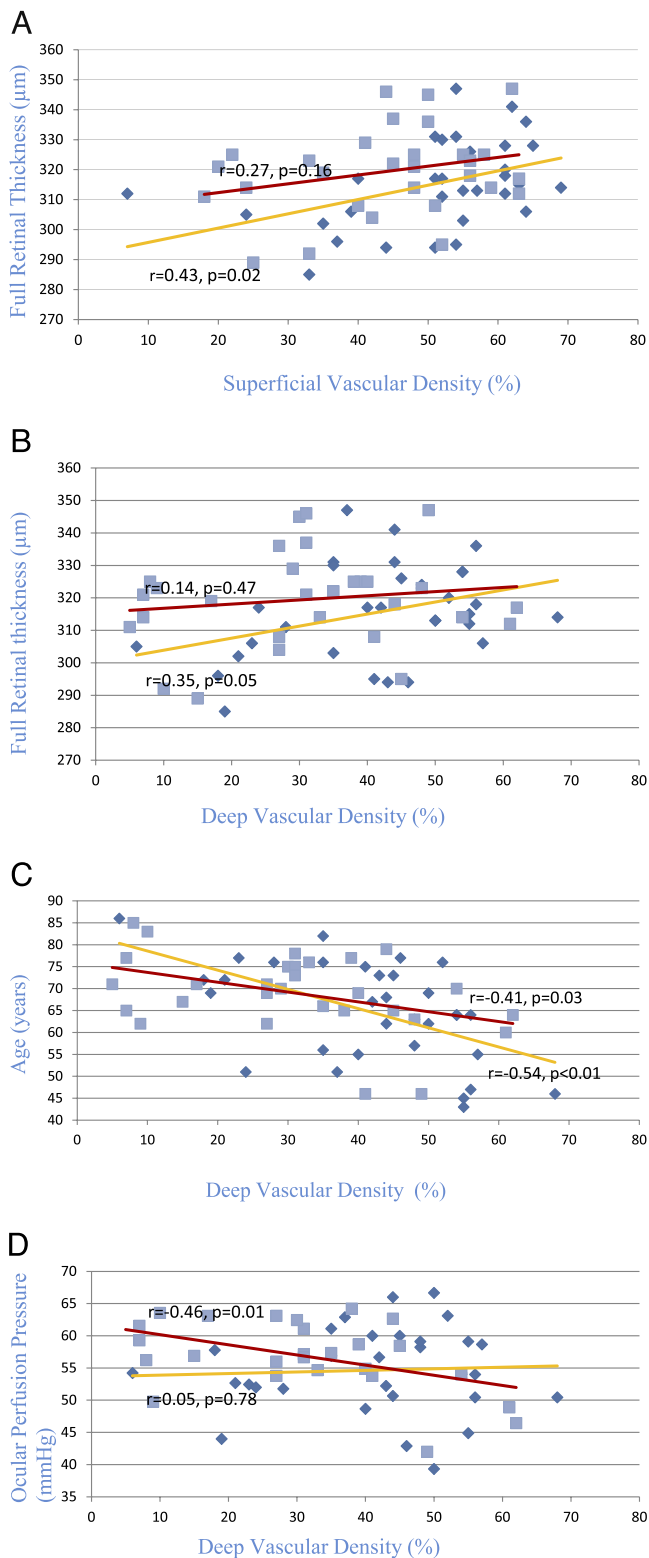 A
Full Retinal Thickness (µm)
360
350
340
330
320
310
300
290
280
270
r=0.27, p=0.16
r=0.43, p=0.02
0 10 20 30 40 50 60 70 80
Superficial Vascular Density (%)
B
Full Retinal thickness (µm)
360
350
340
330
320
310
300
290
280
270
r=0.14, p=0.47
r=0.35, p=0.05
0 10 20 30 40 50 60 70 80
Deep Vascular Density (%)
C
Age (years)
90
85
80
75
70
65
60
55
50
45
40
r=-0.41, p=0.03
r=-0.54, p<0.01
0 10 20 30 40 50 60 70 80
Deep Vascular Density (%)
D
Ocular Perfusion Pressure
(mmHg)
70
65
60
55
50
45
40
35
r=-0.46, p=0.01
r=0.05, p=0.78
0 10 20 30 40 50 60 70 80
Deep Vascular Density (%)